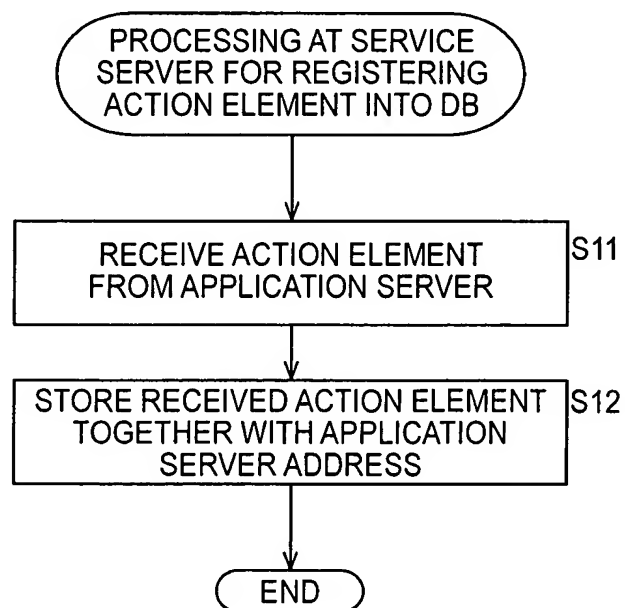 PROCESSING AT SERVICE
SERVER FOR REGISTERING
ACTION ELEMENT INTO DB
RECEIVE ACTION ELEMENT
FROM APPLICATION SERVER
S11
STORE RECEIVED ACTION ELEMENT
TOGETHER WITH APPLICATION
SERVER ADDRESS
S12
END